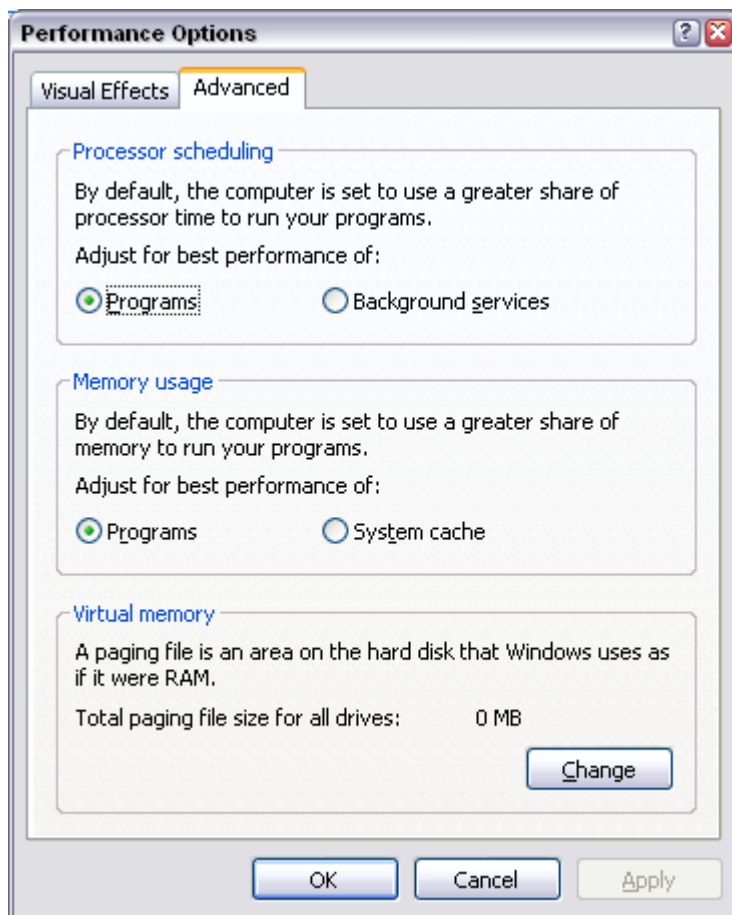 Performance Options
Visual Effects
Advanced
Processor scheduling
By default, the computer is set to use a greater share of
processor time to run your programs.
Adjust for best performance of:
Programs
Background services
Memory usage
By default, the computer is set to use a greater share of
memory to run your programs.
Adjust for best performance of:
Programs
System cache
Virtual memory
A paging file is an area on the hard disk that Windows uses as
if it were RAM.
Total paging file size for all drives: 0 MB
Change
OK
Cancel
Apply